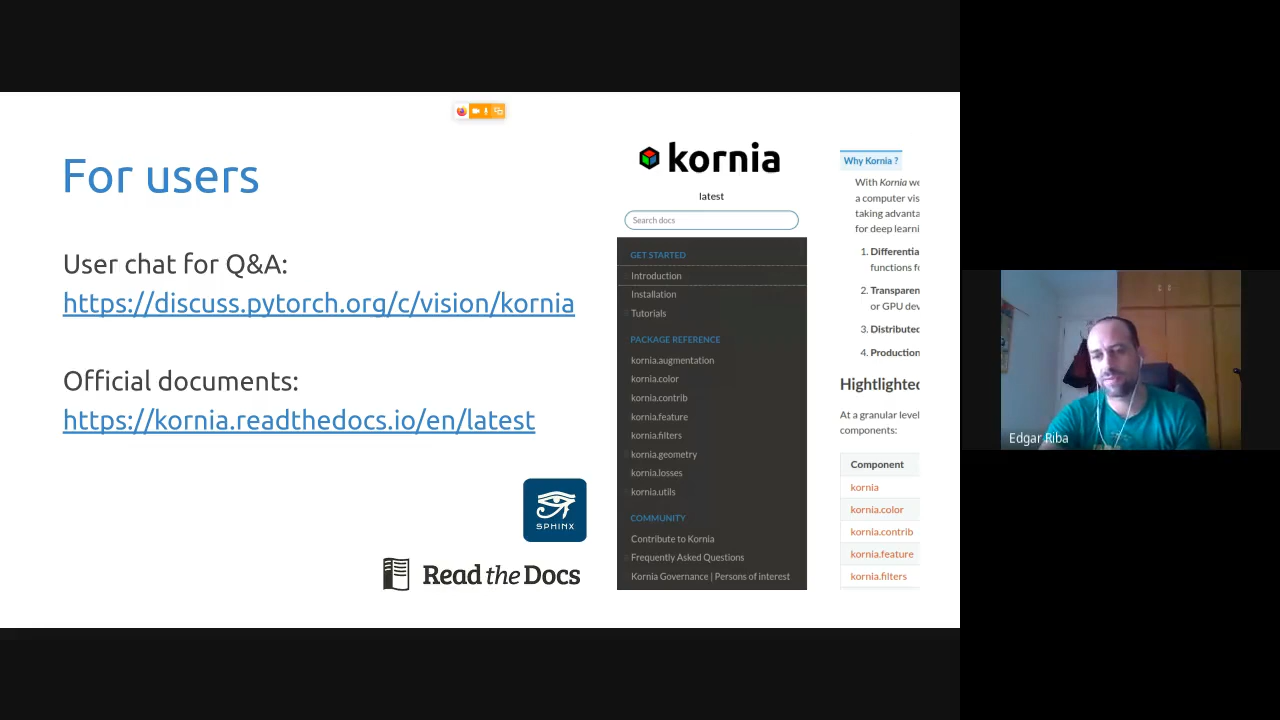 For users
User chat for Q&A:
https://discuss.pytorch.org/c/vision/kornia
Official documents:
https://kornia.readthedocs.io/en/latest
SPHINX
Read the Docs
kornia
latest
Search docs
GET STARTED
Introduction
Installation
Tutorials
PACKAGE REFERENCE
kornia.augmentation
kornia.color
kornia.contrib
kornia.feature
kornia.filters
kornia.geometry
kornia.losses
kornia.utils
COMMUNITY
Contribute to Kornia
Frequently Asked Questions
Kornia Governance | Persons of interest
Why Kornia ?
With Kornia we
a computer vis
taking advanta
for deep learni
1. Differentia
functions fo
2. Transparen
or GPU dev
3. Distributed
4. Production
Hightlighted
At a granular level
components:
Component
kornia
kornia.color
kornia.contrib
kornia.feature
kornia.filters
Edgar Riba